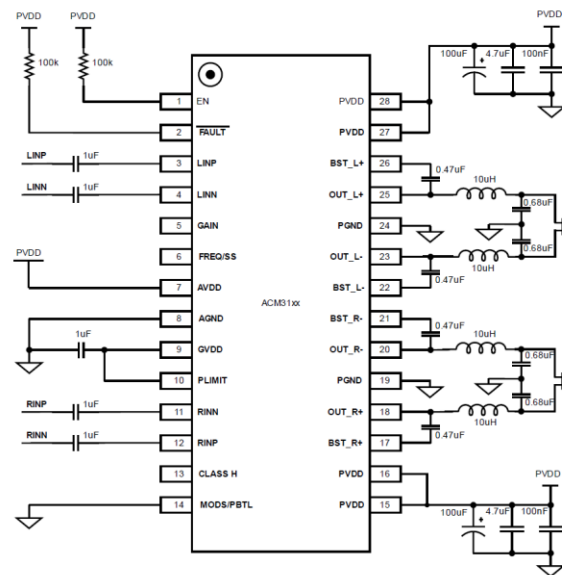 PVDD
PVDD
100k
100k
PVDD
100uF
4.7uF
100nF
1
EN
PVDD
28
2
FAULT
PVDD
27
LINP
1uF
3
LINP
BST_L+
26
0.47uF
10uH
LINN
1uF
4
LINN
OUT_L+
25
0.68uF
5
GAIN
PGND
24
6
FREQ/SS
OUT_L-
23
0.68uF
10uH
PVDD
0.47uF
7
AVDD
BST_L-
22
ACM31xx
8
AGND
BST_R-
21
0.47uF
10uH
1uF
9
GVDD
OUT_R-
20
0.68uF
10
PLIMIT
PGND
19
RINP
1uF
11
RINN
OUT_R+
18
0.68uF
10uH
RINN
1uF
12
RINP
BST_R+
17
0.47uF
13
CLASS H
PVDD
16
PVDD
14
MODS/PBTL
PVDD
15
100uF
4.7uF
100nF